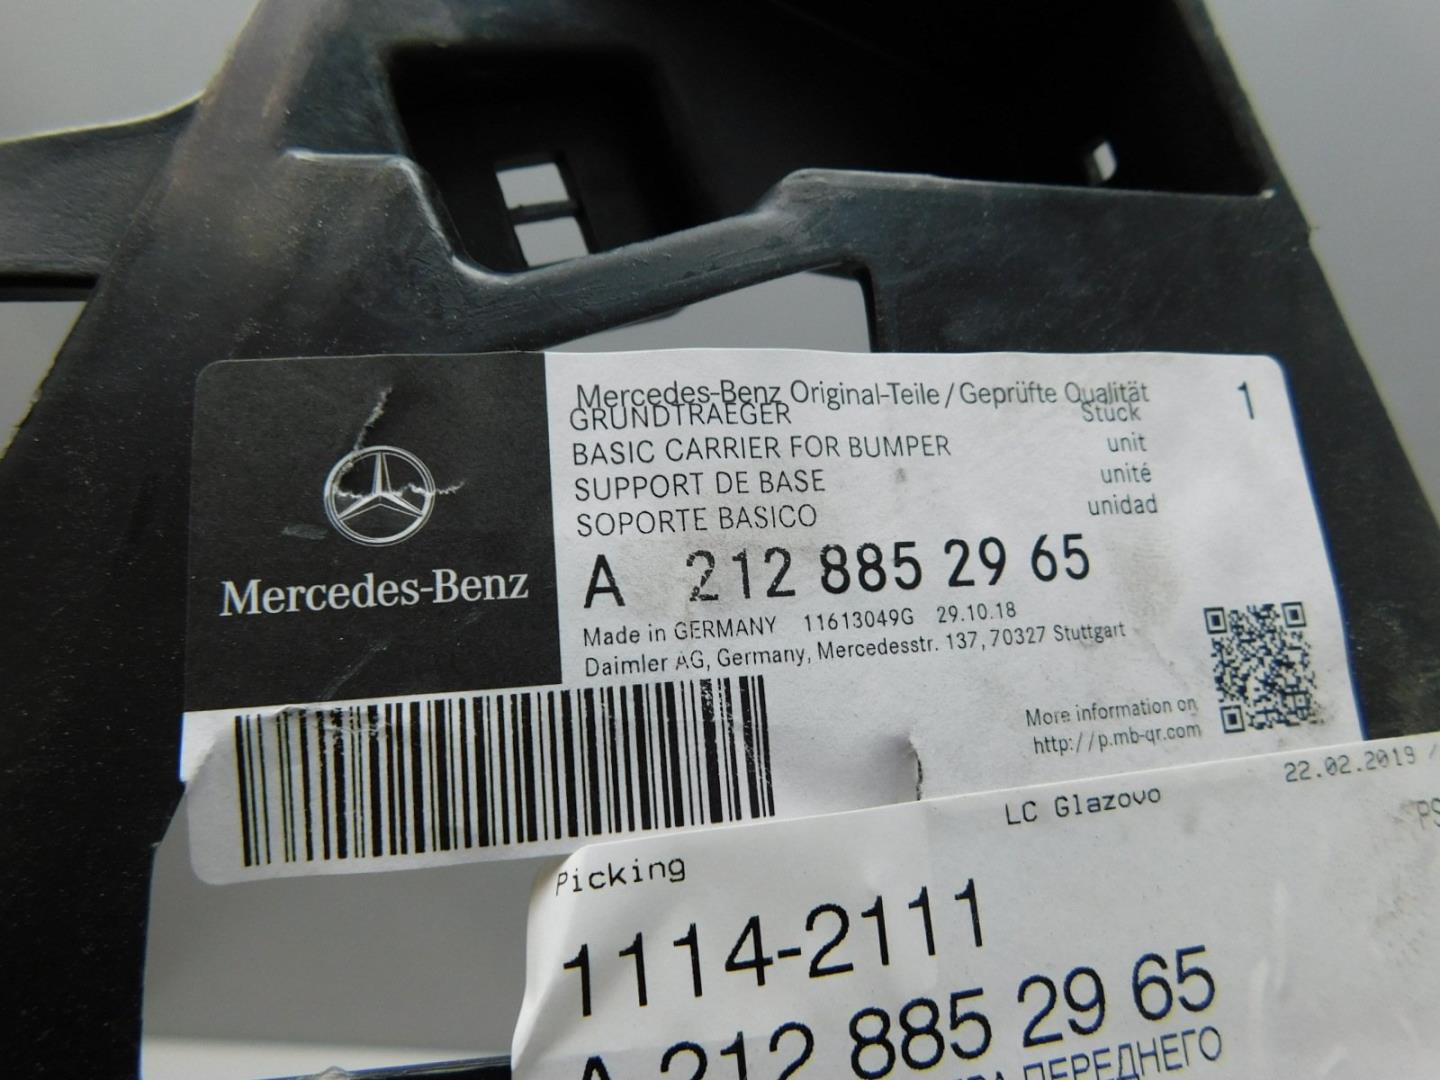 Mercedes-Benz
Mercedes-Benz Original-Teile / Geprüfte Qualität
GRUNDTRAEGER Stück 1
BASIC CARRIER FOR BUMPER unit
SUPPORT DE BASE unité
SOPORTE BASICO unidad
A 212 885 29 65
Made in GERMANY 11613049G 29.10.18
Daimler AG, Germany, Mercedesstr. 137, 70327 Stuttgart
More information on
http://p.mb-qr.com
22.02.2019 /
LC Glazovo
Picking
1114-2111
A 212 885 29 65
ПЕРЕДНЕГО